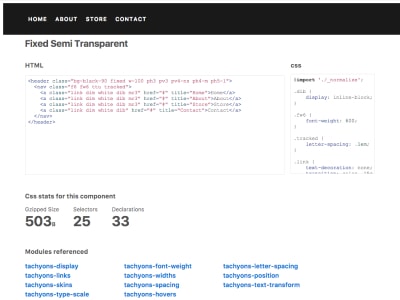 HOME ABOUT STORE CONTACT
Fixed Semi Transparent
HTML
css
<header class="bg-black-90 fixed w-100 ph3 pv3 pv4-ns ph4-m ph5-l">
<nav class="f6 fw6 ttu tracked">
<a class="link dim white dib mr3" href="#" title="Home">Home</a>
<a class="link dim white dib mr3" href="#" title="About">About</a>
<a class="link dim white dib mr3" href="#" title="Store">Store</a>
<a class="link dim white dib" href="#" title="Contact">Contact</a>
</nav>
</header>
@import './_normalize';
.dib {
display: inline-block;
}
.fw6 {
font-weight: 600;
}
.tracked {
letter-spacing: .1em;
}
.link {
text-decoration: none;
Css stats for this component
Gzipped Size Selectors Declarations
503B 25 33
Modules referenced
tachyons-display tachyons-font-weight tachyons-letter-spacing
tachyons-links tachyons-widths tachyons-position
tachyons-skins tachyons-spacing tachyons-text-transform
tachyons-type-scale tachyons-hovers